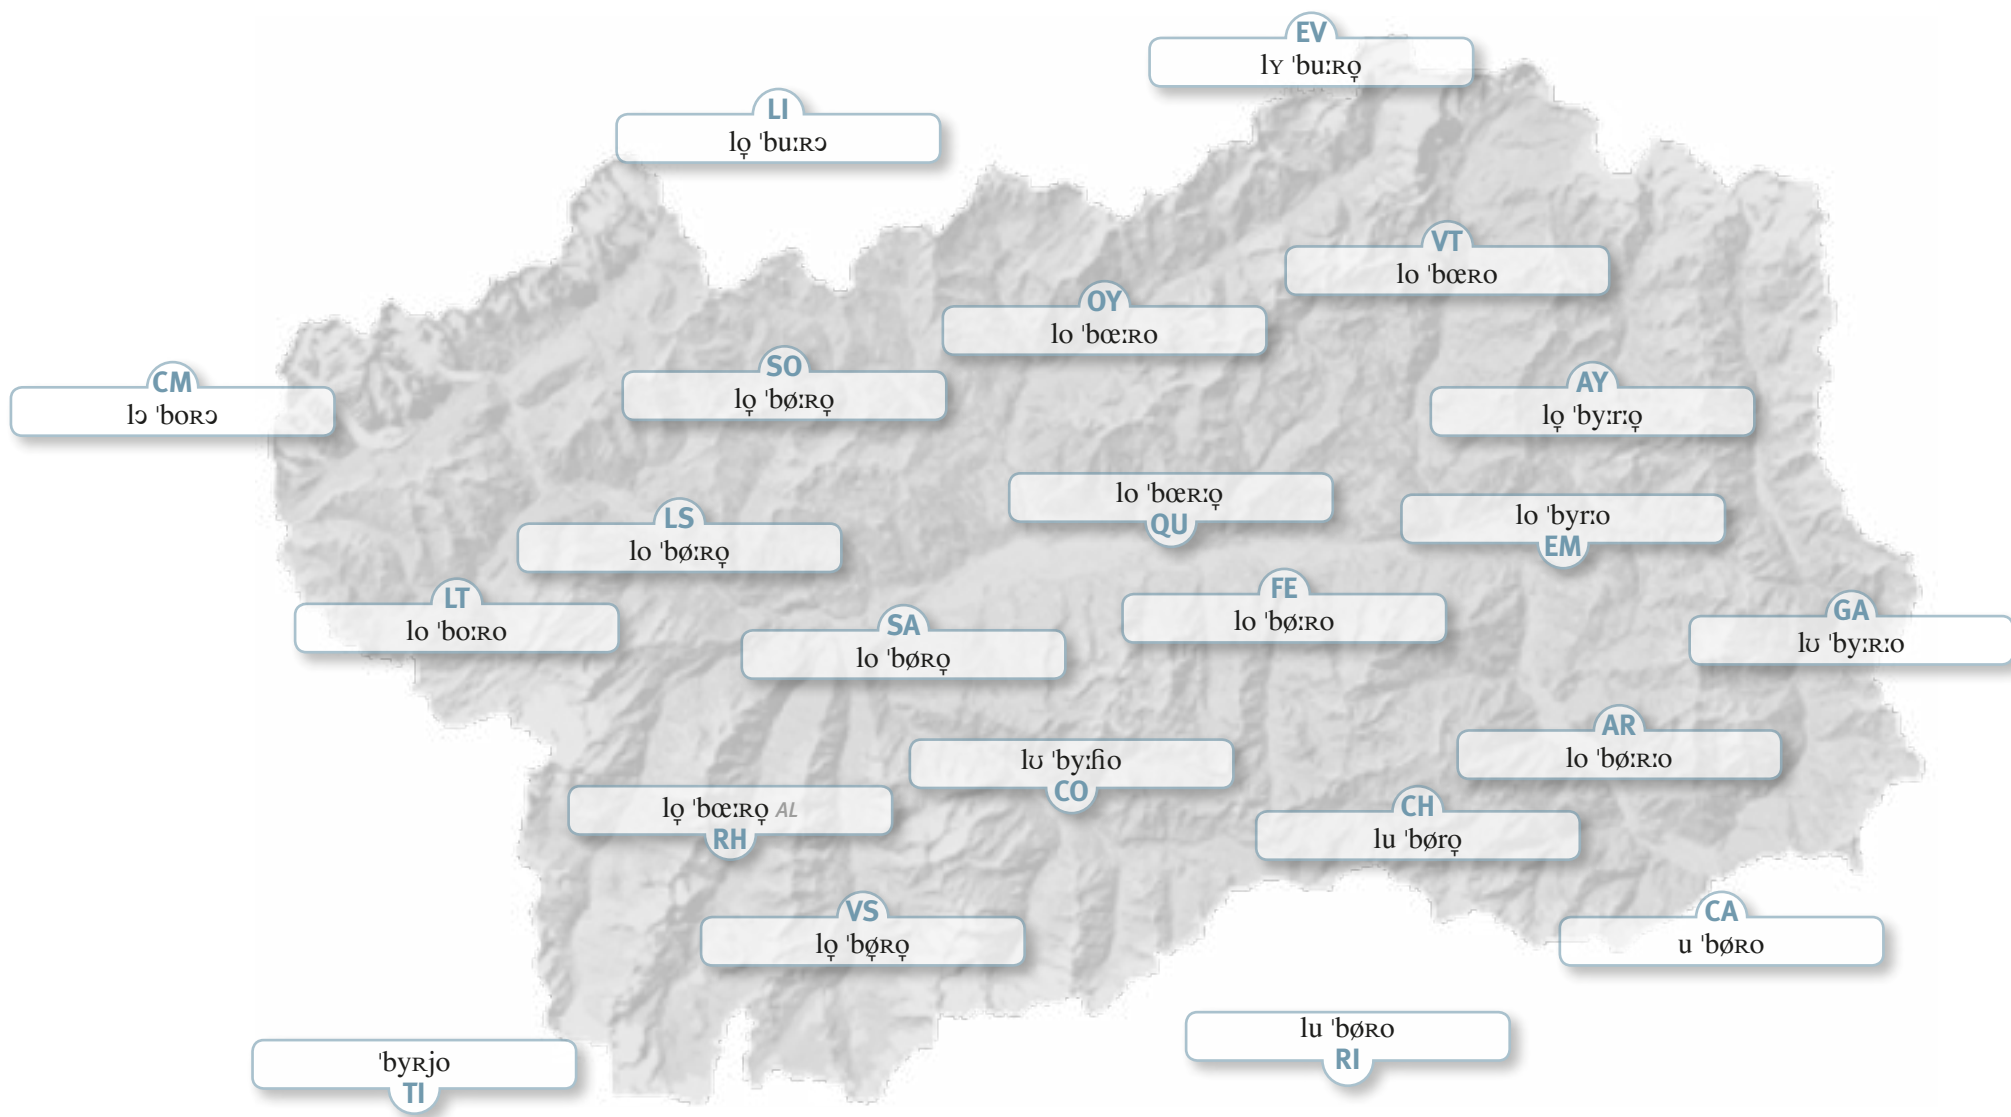 EV
lʏ ˈbuːʀo̞
LI
lo̞ ˈbuːʀɔ
VT
lo ˈbœʀo
OY
lo ˈbœːʀo
SO
lo̞ ˈbøːʀo̞
CM
lɔ ˈboʀɔ
AY
lo̞ ˈbyːrːo̞
lo ˈbœʀːo̞
QU
lo ˈbyrːo
EM
LS
lo ˈbøːʀo̞
LT
lo ˈboːʀo
FE
lo ˈbøːʀo
GA
lʊ ˈbyːʀːo
SA
lo ˈbøʀo̞
AR
lo ˈbøːʀːo
lʊ ˈbyːɦo
CO
lo̞ ˈbœːʀo̞ AL
RH
CH
lu ˈbøro̞
VS
lo̞ ˈbø̞ʀo̞
CA
u ˈbøʀo
lu ˈbøʀo
RI
ˈbyʀjo
TI